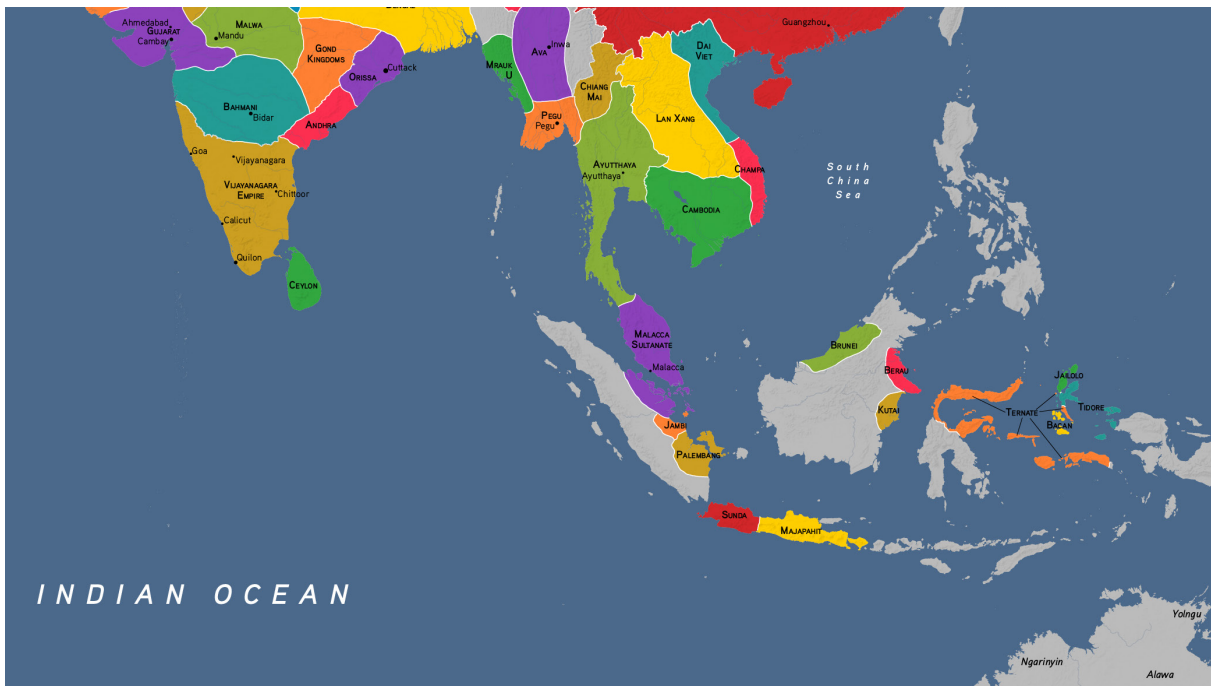 Ahmedabad
Gujarat
Cambay
Malwa
Mandu
Gond
Kingdoms
Orissa
Cuttack
Mrauk
U
Ava
Inwa
Guangzhou
Dai
Viet
Chiang
Mai
Bahmani
Bidar
Andhra
Pegu
Pegu
Lan Xang
Goa
Vijayanagara
Vijayanagara
Empire
Chittoor
Calicut
Quilon
Ceylon
Ayutthaya
Ayutthaya
Champa
Cambodia
South
China
Sea
Malacca
Sultanate
Malacca
Brunei
Berau
Kutai
Jambi
Palembang
Jailolo
Ternate
Tidore
Bacan
Sunda
Majapahit
INDIAN OCEAN
Yolngu
Ngarinyin
Alawa